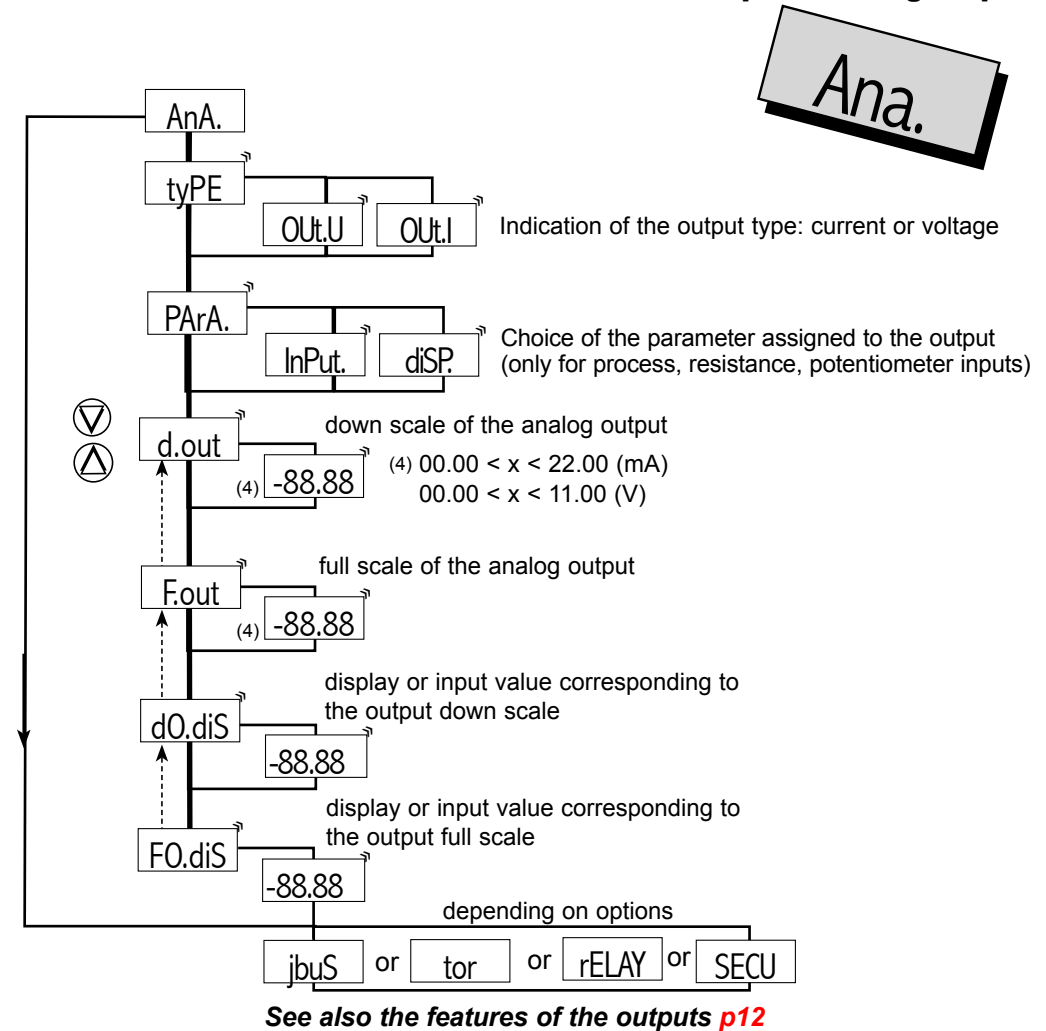 Ana.
AnA.
tyPE
OUt.U
OUt.I
Indication of the output type: current or voltage
PArA.
InPut.
diSP.
Choice of the parameter assigned to the output
(only for process, resistance, potentiometer inputs)
d.out
down scale of the analog output
(4) -88.88
(4) 00.00 < x < 22.00 (mA)
00.00 < x < 11.00 (V)
F.out
full scale of the analog output
(4) -88.88
dO.diS
display or input value corresponding to
the output down scale
-88.88
FO.diS
display or input value corresponding to
the output full scale
-88.88
depending on options
jbuS or tor or rELAY or SECU
See also the features of the outputs p12